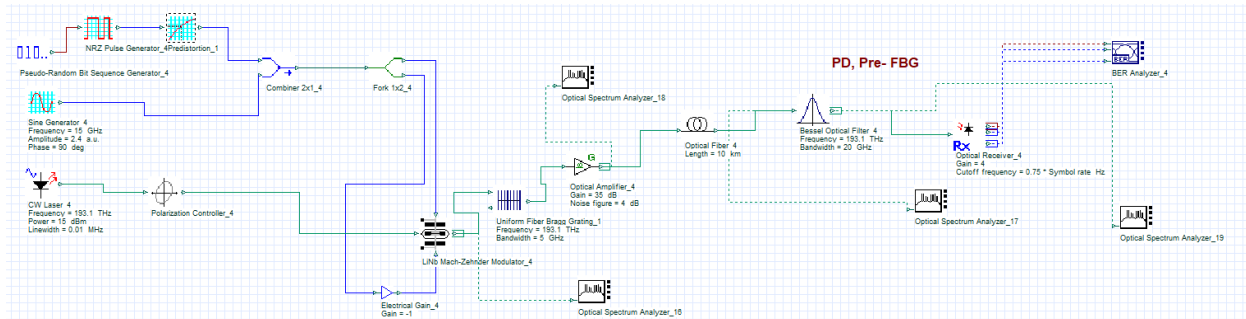 PD, Pre- FBG
010..
NRZ Pulse Generator_4
Predistortion_1
Pseudo-Random Bit Sequence Generator_4
Combiner 2x1_4
Fork 1x2_4
Sine Generator_4
Frequency = 15 GHz
Amplitude = 2.4 a.u.
Phase = 90 deg
CW Laser_4
Frequency = 193.1 THz
Power = 15 dBm
Linewidth = 0.01 MHz
Polarization Controller_4
LiNb Mach-Zehnder Modulator_4
Electrical Gain_4
Gain = -1
Optical Spectrum Analyzer_18
G
Optical Amplifier_4
Gain = 35 dB
Noise figure = 4 dB
Uniform Fiber Bragg Grating_1
Frequency = 193.1 THz
Bandwidth = 5 GHz
Optical Spectrum Analyzer_16
Optical Fiber_4
Length = 10 km
Bessel Optical Filter_4
Frequency = 193.1 THz
Bandwidth = 20 GHz
Rx
Optical Receiver_4
Gain = 4
Cutoff frequency = 0.75 * Symbol rate Hz
Optical Spectrum Analyzer_17
BER
BER Analyzer_4
Optical Spectrum Analyzer_19